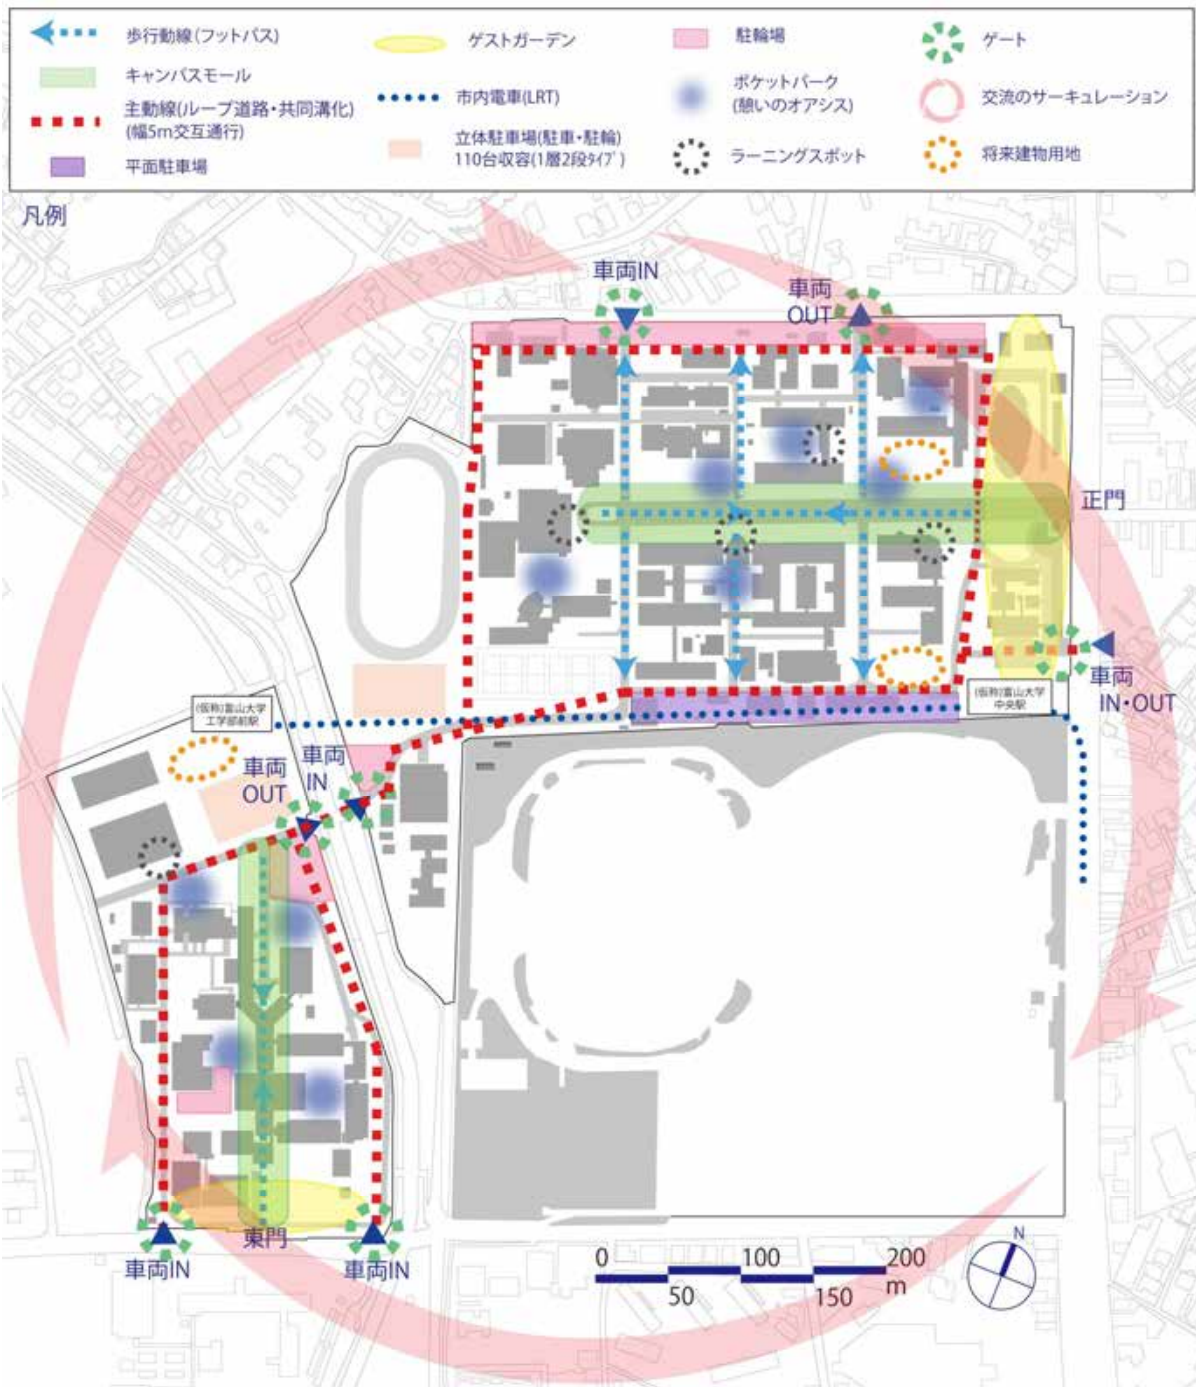 歩行動線(フットパス)
キャンパスモール
主動線(ループ道路・共同溝化)
(幅5m交互通行)
平面駐車場
ゲストガーデン
市内電車(LRT)
立体駐車場(駐車・駐輪)
110台収容(1層2段ﾀｲﾌﾟ)
駐輪場
ポケットパーク
(憩いのオアシス)
ラーニングスポット
ゲート
交流のサーキュレーション
将来建物用地
凡例
車両IN
車両
OUT
正門
車両
IN・OUT
(仮称)富山大学
中央駅
(仮称)富山大学
工学部前駅
車両
OUT
車両
IN
東門
車両IN
車両IN
0
100
200
m
50
150
N